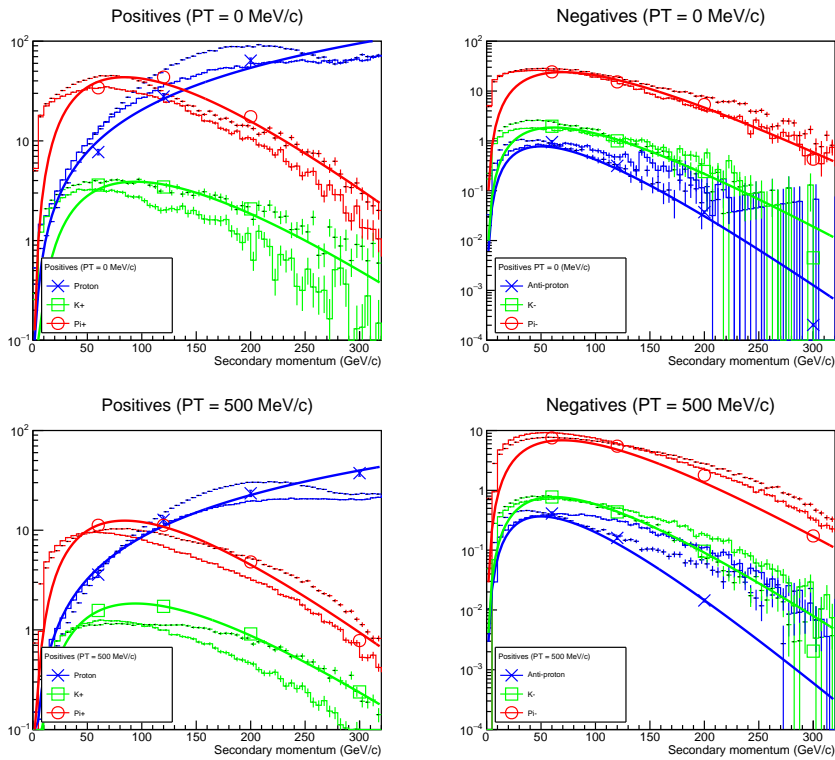 Positives (PT = 0 MeV/c)
10²
10
1
10⁻¹
0 50 100 150 200 250 300
Secondary momentum (GeV/c)
Positives (PT = 0 MeV/c)
Proton
K+
Pi+
Negatives (PT = 0 MeV/c)
10²
10
1
10⁻¹
10⁻²
10⁻³
10⁻⁴
0 50 100 150 200 250 300
Secondary momentum (GeV/c)
Positives (PT = 0 MeV/c)
Anti-proton
K-
Pi-
Positives (PT = 500 MeV/c)
10²
10
1
10⁻¹
0 50 100 150 200 250 300
Secondary momentum (GeV/c)
Positives (PT = 500 MeV/c)
Proton
K+
Pi+
Negatives (PT = 500 MeV/c)
10
1
10⁻¹
10⁻²
10⁻³
10⁻⁴
0 50 100 150 200 250 300
Secondary momentum (GeV/c)
Positives (PT = 500 MeV/c)
Anti-proton
K-
Pi-